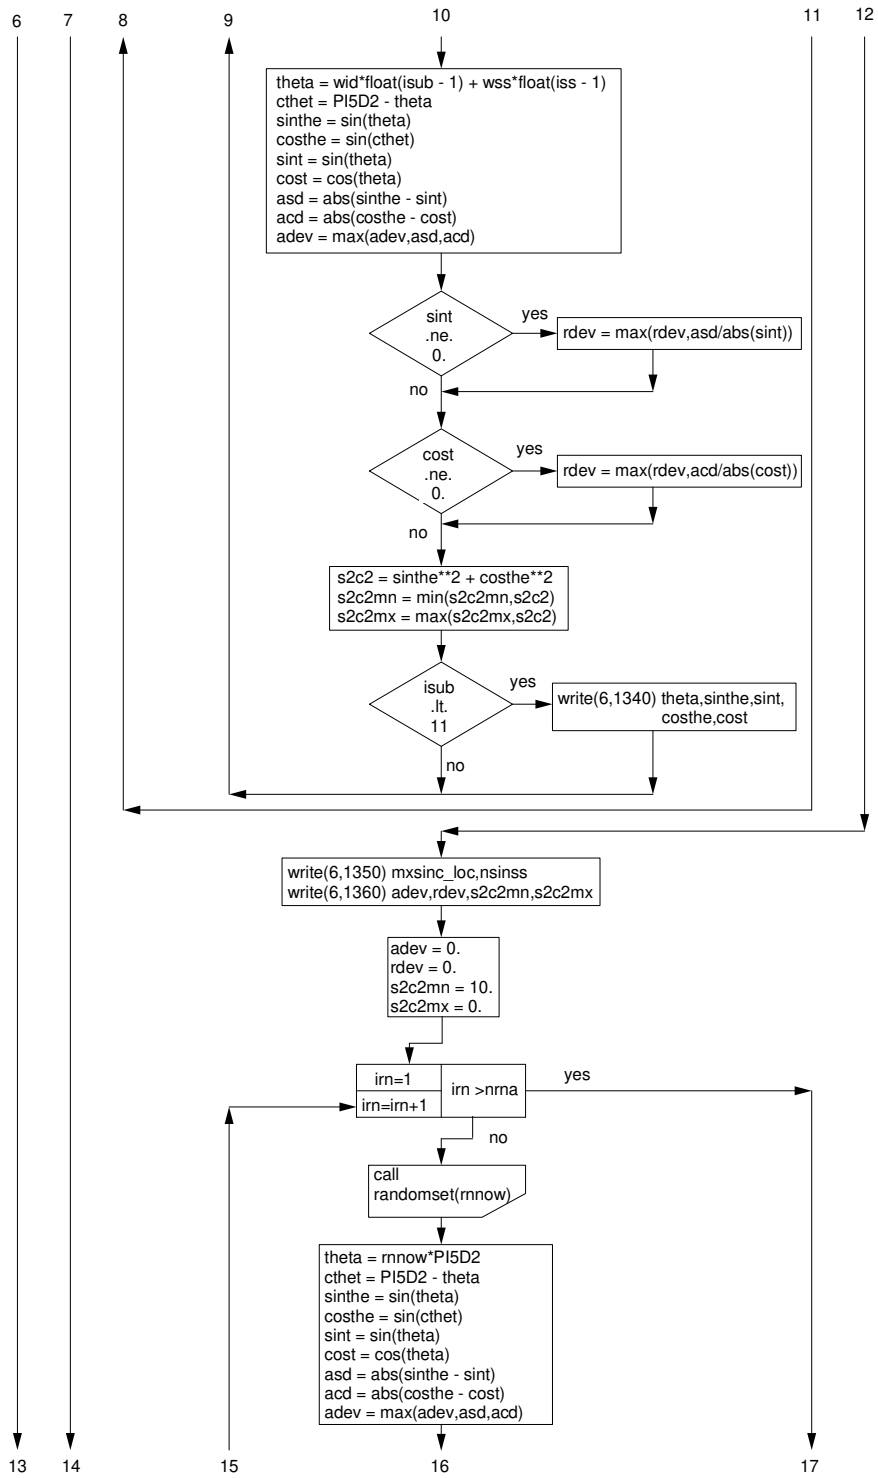 6 7 8 9 10 11 12
theta = wid*float(isub - 1) + wss*float(iss - 1)
cthet = PI5D2 - theta
sinthe = sin(theta)
costhe = sin(cthet)
sint = sin(theta)
cost = cos(theta)
asd = abs(sinthe - sint)
acd = abs(costhe - cost)
adev = max(adev,asd,acd)
sint
.ne.
0.
yes
rdev = max(rdev,asd/abs(sint))
no
cost
.ne.
0.
yes
rdev = max(rdev,acd/abs(cost))
no
s2c2 = sinthe**2 + costhe**2
s2c2mn = min(s2c2mn,s2c2)
s2c2mx = max(s2c2mx,s2c2)
isub
.lt.
11
yes
write(6,1340) theta,sinthe,sint,
costhe,cost
no
write(6,1350) mxsinc_loc,nsinss
write(6,1360) adev,rdev,s2c2mn,s2c2mx
adev = 0.
rdev = 0.
s2c2mn = 10.
s2c2mx = 0.
irn=1
irn=irn+1
irn >nrna
yes
no
call
randomset(rnnow)
theta = rnnow*PI5D2
cthet = PI5D2 - theta
sinthe = sin(theta)
costhe = sin(cthet)
sint = sin(theta)
cost = cos(theta)
asd = abs(sinthe - sint)
acd = abs(costhe - cost)
adev = max(adev,asd,acd)
13 14 15 16 17